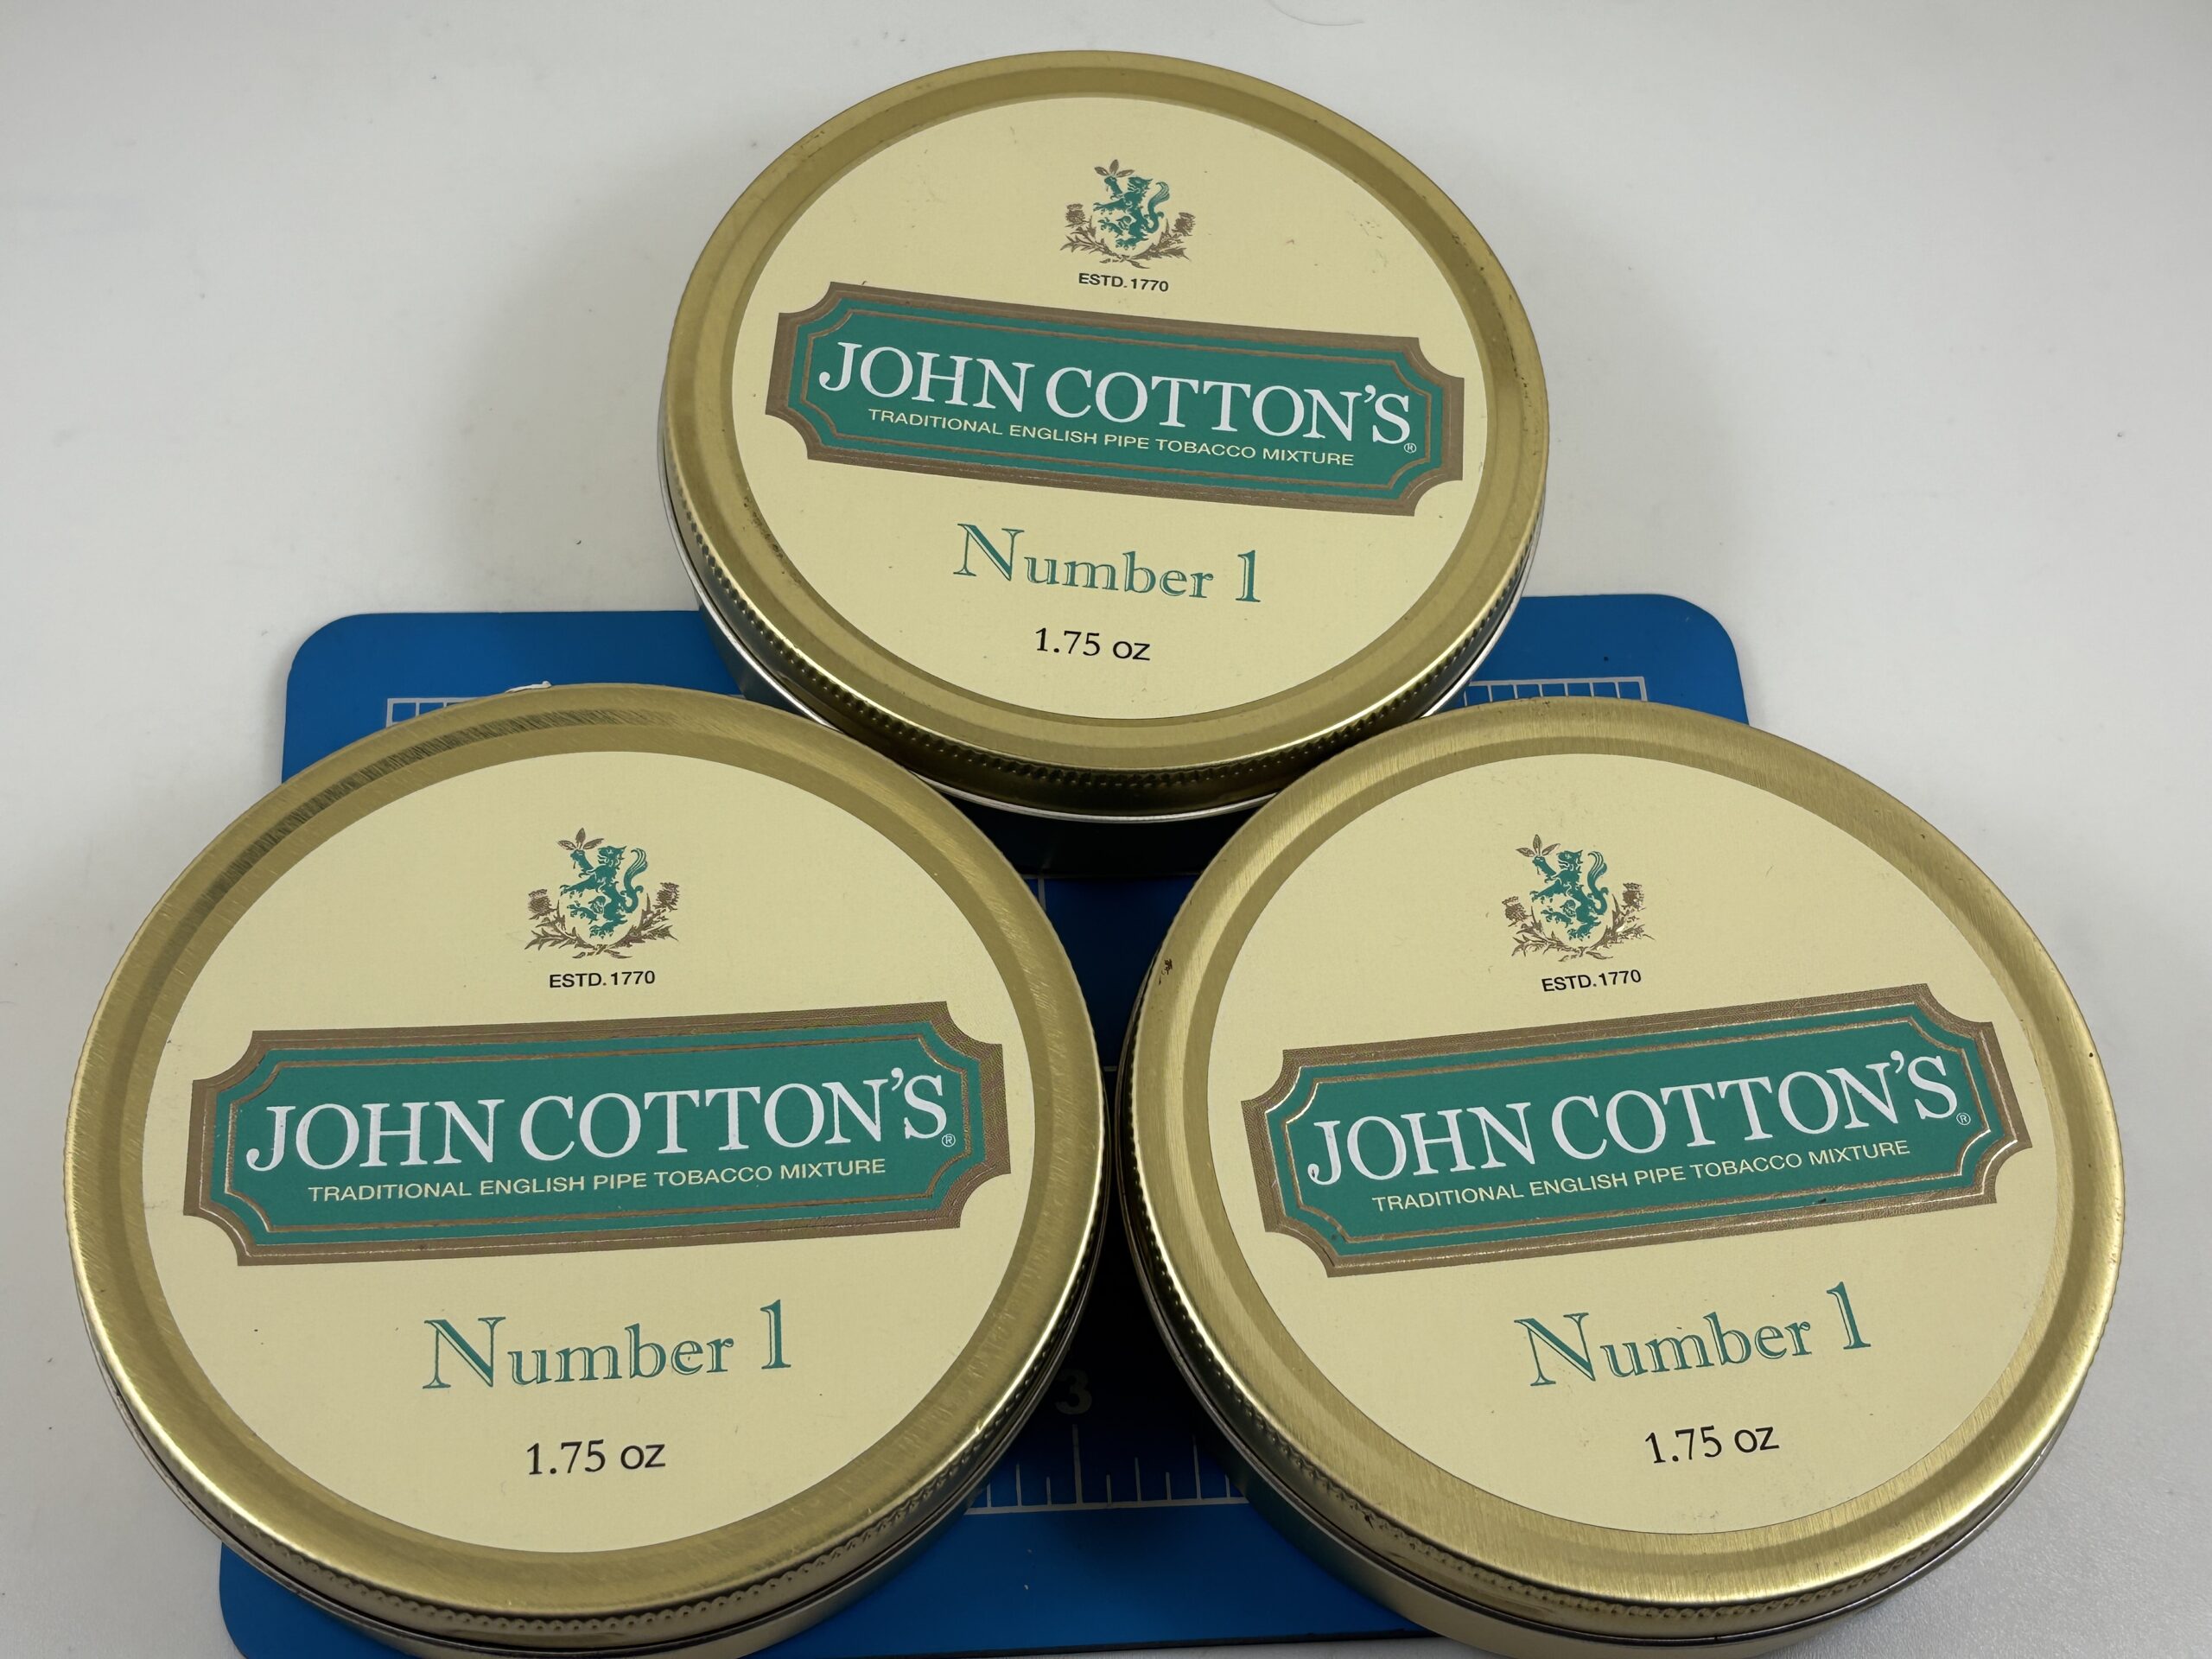 ESTD. 1770
JOHN COTTON'S®
TRADITIONAL ENGLISH PIPE TOBACCO MIXTURE
Number 1
1.75 oz
ESTD. 1770
JOHN COTTON'S®
TRADITIONAL ENGLISH PIPE TOBACCO MIXTURE
Number 1
1.75 oz
ESTD. 1770
JOHN COTTON'S®
TRADITIONAL ENGLISH PIPE TOBACCO MIXTURE
Number 1
1.75 oz
3